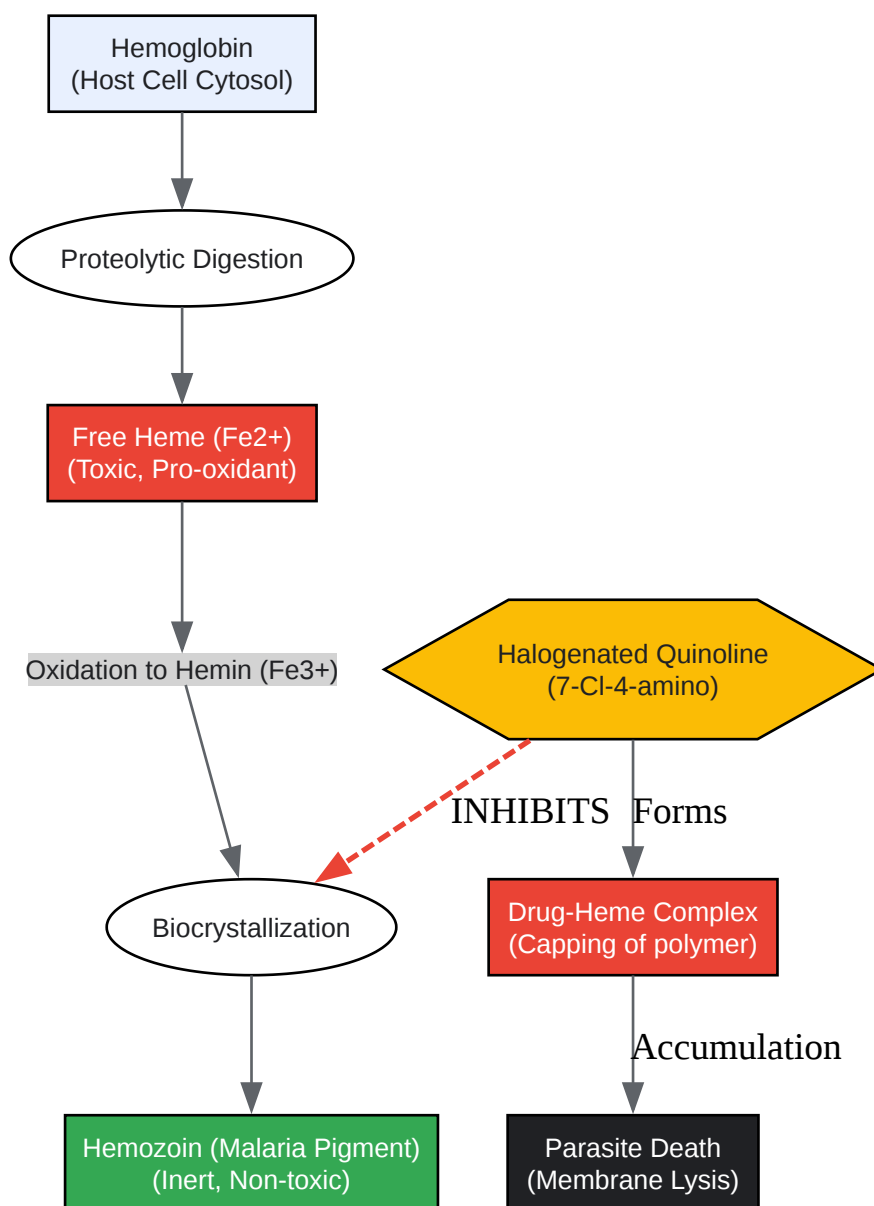 Hemoglobin
(Host Cell Cytosol)
Proteolytic Digestion
Free Heme (Fe2+)
(Toxic, Pro-oxidant)
Oxidation to Hemin (Fe3+)
Halogenated Quinoline
(7-Cl-4-amino)
INHIBITS
Forms
Biocrystallization
Drug-Heme Complex
(Capping of polymer)
Accumulation
Hemozoin (Malaria Pigment)
(Inert, Non-toxic)
Parasite Death
(Membrane Lysis)